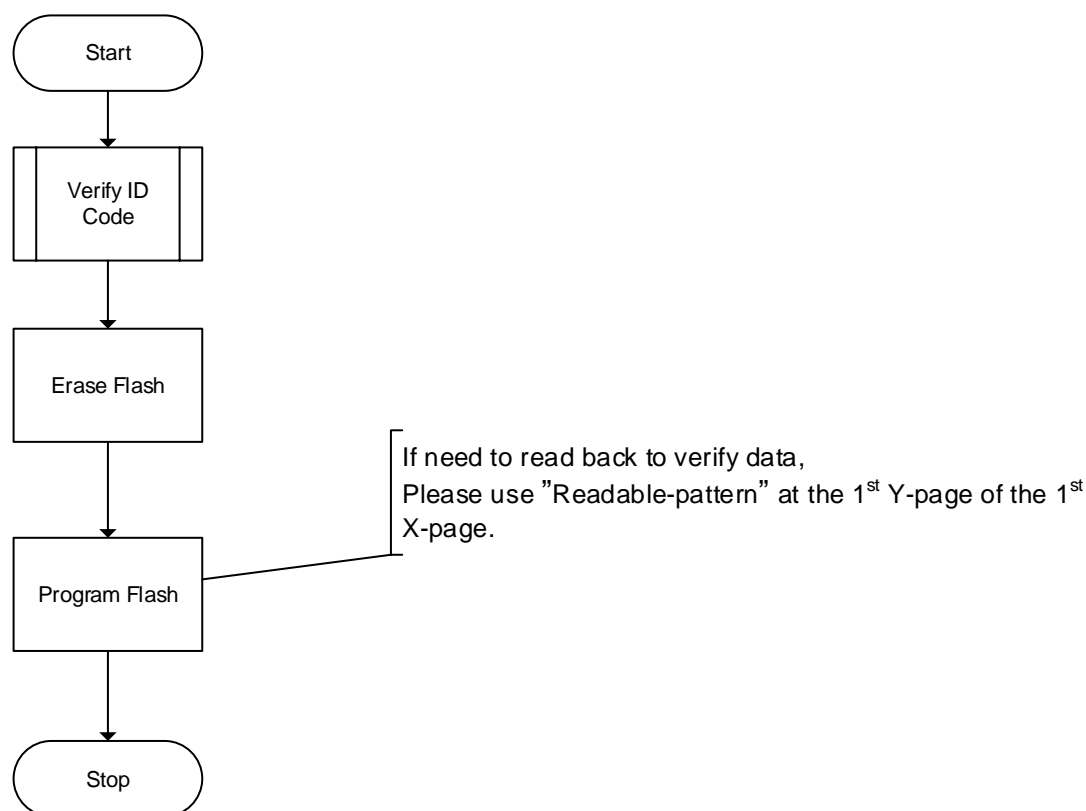 Start
Verify ID
Code
Erase Flash
If need to read back to verify data,
Please use ”Readable-pattern” at the 1st Y-page of the 1st
X-page.
Program Flash
Stop